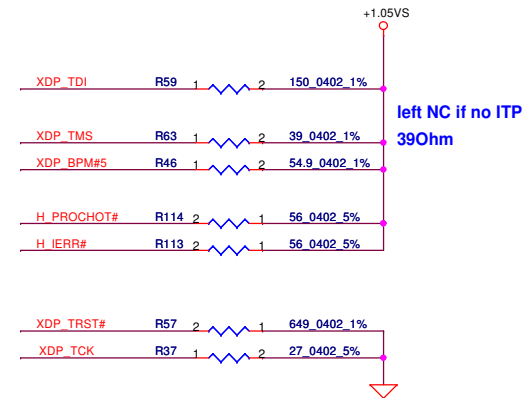 +1.05VS
XDP_TDI R59 1 2 150_0402_1%
left NC if no ITP
XDP_TMS R63 1 2 39_0402_1% 39Ohm
XDP_BPM#5 R46 1 2 54.9_0402_1%
H_PROCHOT# R114 2 1 56_0402_5%
H_IERR# R113 2 1 56_0402_5%
XDP_TRST# R57 2 1 649_0402_1%
XDP_TCK R37 1 2 27_0402_5%